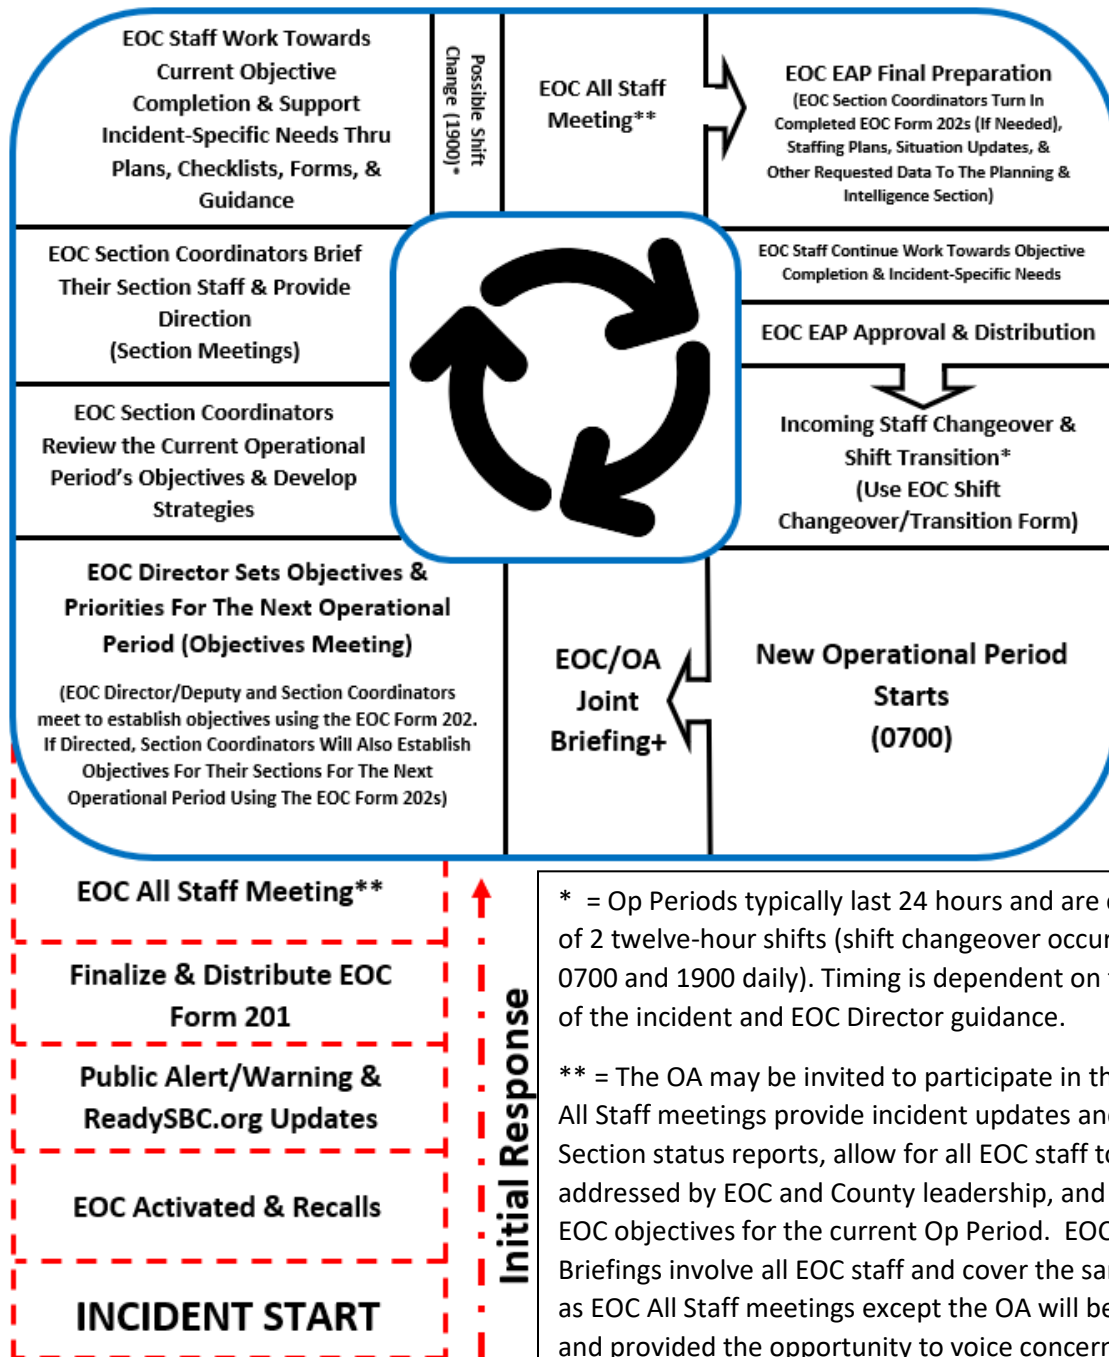 EOC Staff Work Towards
Current Objective
Completion & Support
Incident-Specific Needs Thru
Plans, Checklists, Forms, &
Guidance
Possible Shift
Change (1900)*
EOC All Staff
Meeting**
EOC EAP Final Preparation
(EOC Section Coordinators Turn In
Completed EOC Form 202s (If Needed),
Staffing Plans, Situation Updates, &
Other Requested Data To The Planning &
Intelligence Section)
EOC Staff Continue Work Towards Objective
Completion & Incident-Specific Needs
EOC EAP Approval & Distribution
Incoming Staff Changeover &
Shift Transition*
(Use EOC Shift
Changeover/Transition Form)
New Operational Period
Starts
(0700)
EOC/OA
Joint
Briefing+
EOC Director Sets Objectives &
Priorities For The Next Operational
Period (Objectives Meeting)
(EOC Director/Deputy and Section Coordinators
meet to establish objectives using the EOC Form 202.
If Directed, Section Coordinators Will Also Establish
Objectives For Their Sections For The Next
Operational Period Using The EOC Form 202s)
EOC Section Coordinators
Review the Current Operational
Period's Objectives & Develop
Strategies
EOC Section Coordinators Brief
Their Section Staff & Provide
Direction
(Section Meetings)
EOC All Staff Meeting**
Finalize & Distribute EOC
Form 201
Public Alert/Warning &
ReadySBC.org Updates
EOC Activated & Recalls
INCIDENT START
Initial Response
* = Op Periods typically last 24 hours and are
of 2 twelve-hour shifts (shift changeover occur
0700 and 1900 daily). Timing is dependent on
of the incident and EOC Director guidance.
** = The OA may be invited to participate in th
All Staff meetings provide incident updates and
Section status reports, allow for all EOC staff to
addressed by EOC and County leadership, and
EOC objectives for the current Op Period. EOC
Briefings involve all EOC staff and cover the sa
as EOC All Staff meetings except the OA will be
and provided the opportunity to voice concern